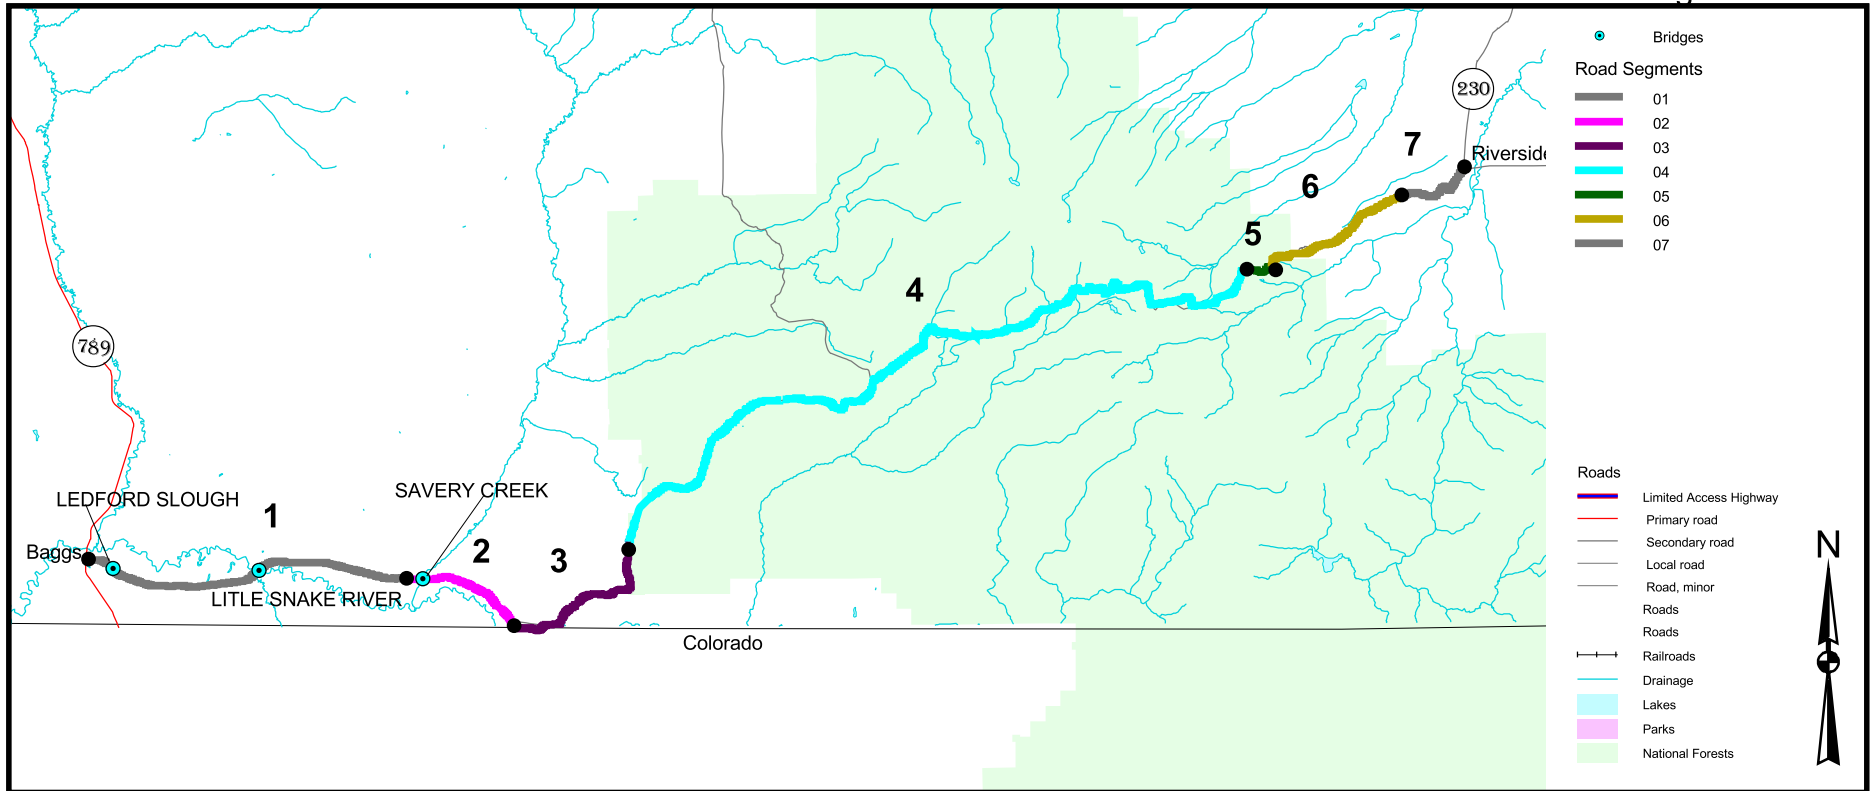 230
7
Riverside
6
5
4
789
SAVERY CREEK
LEDFORD SLOUGH
1
2
3
Baggs
LITLE SNAKE RIVER
Colorado
Bridges
Road Segments
01
02
03
04
05
06
07
Roads
Limited Access Highway
Primary road
Secondary road
Local road
Road, minor
Roads
Roads
Railroads
Drainage
Lakes
Parks
National Forests
N